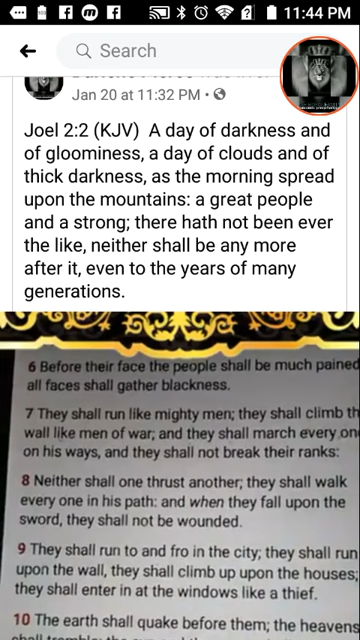 11:44 PM
Search
Jan 20 at 11:32 PM •
Joel 2:2 (KJV)  A day of darkness and
of gloominess, a day of clouds and of
thick darkness, as the morning spread
upon the mountains: a great people
and a strong; there hath not been ever
the like, neither shall be any more
after it, even to the years of many
generations.
6 Before their face the people shall be much pained
all faces shall gather blackness.
7 They shall run like mighty men; they shall climb th
wall like men of war; and they shall march every on
on his ways, and they shall not break their ranks:
8 Neither shall one thrust another; they shall walk
every one in his path: and when they fall upon the
sword, they shall not be wounded.
9 They shall run to and fro in the city; they shall run
upon the wall, they shall climb up upon the houses;
they shall enter in at the windows like a thief.
10 The earth shall quake before them; the heavens